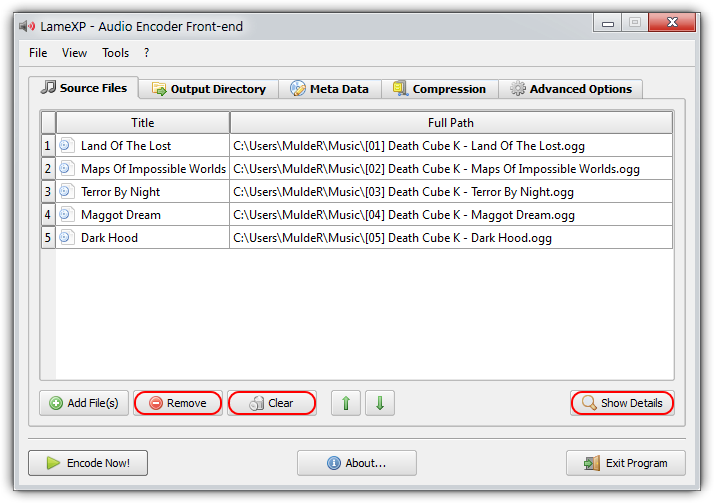 LameXP - Audio Encoder Front-end
File View Tools ?
Source Files Output Directory Meta Data Compression Advanced Options
Title Full Path
1 Land Of The Lost C:\Users\MuldeR\Music\[01] Death Cube K - Land Of The Lost.ogg
2 Maps Of Impossible Worlds C:\Users\MuldeR\Music\[02] Death Cube K - Maps Of Impossible Worlds.ogg
3 Terror By Night C:\Users\MuldeR\Music\[03] Death Cube K - Terror By Night.ogg
4 Maggot Dream C:\Users\MuldeR\Music\[04] Death Cube K - Maggot Dream.ogg
5 Dark Hood C:\Users\MuldeR\Music\[05] Death Cube K - Dark Hood.ogg
Add File(s) Remove Clear Show Details
Encode Now! About... Exit Program